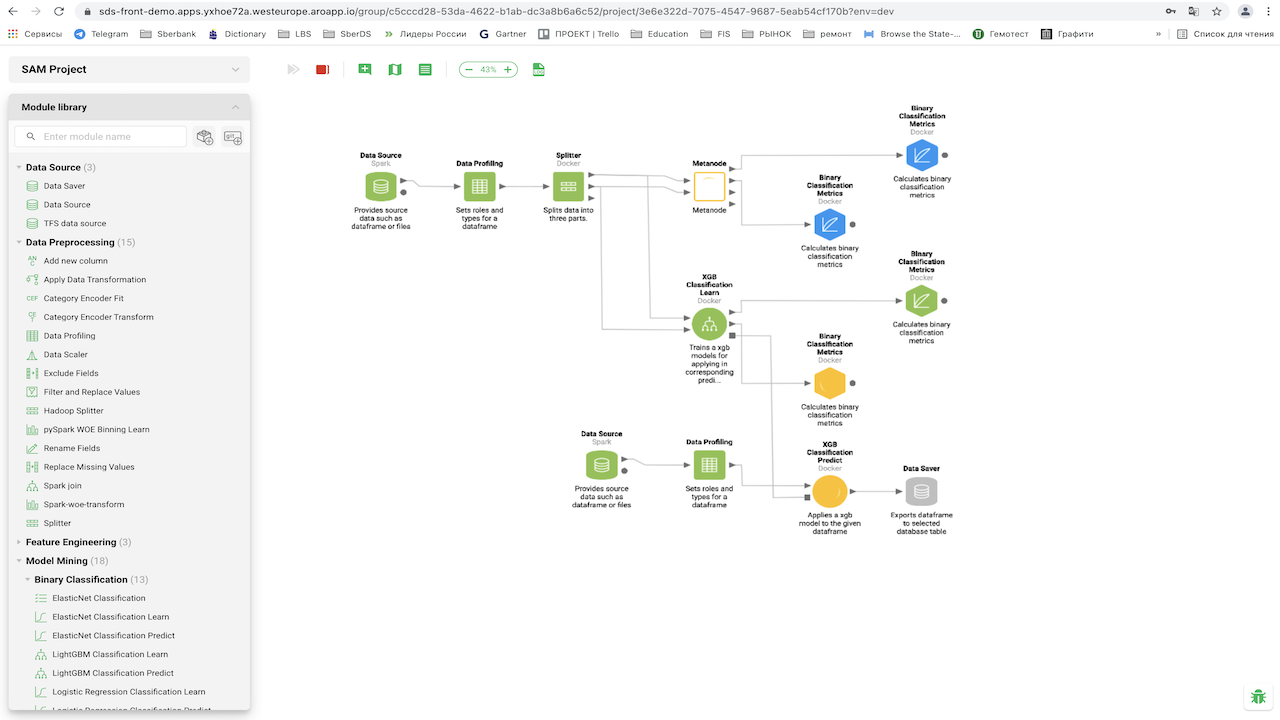 sds-front-demo.apps.yxhoe72a.westeurope.aroapp.io/group/c5cccd28-53da-4622-b1ab-dc3a8b6a6c52/project/3e6e322d-7075-4547-9687-5eab54cf170b?env=dev
Сервисы Telegram Sberbank Dictionary LBS SberDS Лидеры России Gartner ПРОЕКТ | Trello Education FIS РЫНОК ремонт Browse the State-... Гемотест Графити » Список для чтения
SAM Project
43%
LOG
Module library
Enter module name
Data Source (3)
Data Saver
Data Source
TFS data source
Data Preprocessing (15)
Add new column
Apply Data Transformation
CEF Category Encoder Fit
Category Encoder Transform
Data Profiling
Data Scaler
Exclude Fields
Filter and Replace Values
Hadoop Splitter
pySpark WOE Binning Learn
Rename Fields
Replace Missing Values
Spark join
Spark-woe-transform
Splitter
Feature Engineering (3)
Model Mining (18)
Binary Classification (13)
ElasticNet Classification
ElasticNet Classification Learn
ElasticNet Classification Predict
LightGBM Classification Learn
LightGBM Classification Predict
Logistic Regression Classification Learn
Logistic Regression Classification Predict
Data Source
Spark
Provides source
data such as
dataframe or files
Data Profiling
Sets roles and
types for a
dataframe
Splitter
Docker
Splits data into
three parts.
Metanode
Metanode
Binary
Classification
Metrics
Docker
Calculates binary
classification
metrics
Binary
Classification
Metrics
Docker
Calculates binary
classification
metrics
XGB
Classification
Learn
Docker
Trains a xgb
models for
applying in
corresponding
predi...
Binary
Classification
Metrics
Docker
Calculates binary
classification
metrics
Binary
Classification
Metrics
Docker
Calculates binary
classification
metrics
Data Source
Spark
Provides source
data such as
dataframe or files
Data Profiling
Sets roles and
types for a
dataframe
XGB
Classification
Predict
Docker
Applies a xgb
model to the given
dataframe
Data Saver
Exports dataframe
to selected
database table